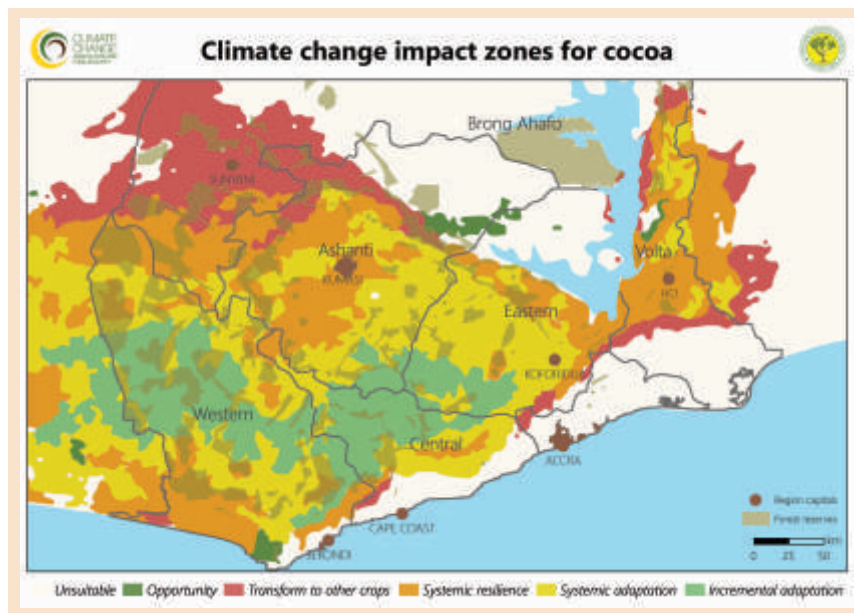 CLIMATE
CHANGE
Climate change impact zones for cocoa
Brong Ahafo
SUNYANI
Ashanti
KUMASI
Volta
HO
Eastern
KOFORIDUA
Western
Central
ACCRA
CAPE COAST
SEKONDI
Region capitals
Forest reserves
km
0 25 50
Unsuitable Opportunity Transform to other crops Systemic resilience Systemic adaptation Incremental adaptation